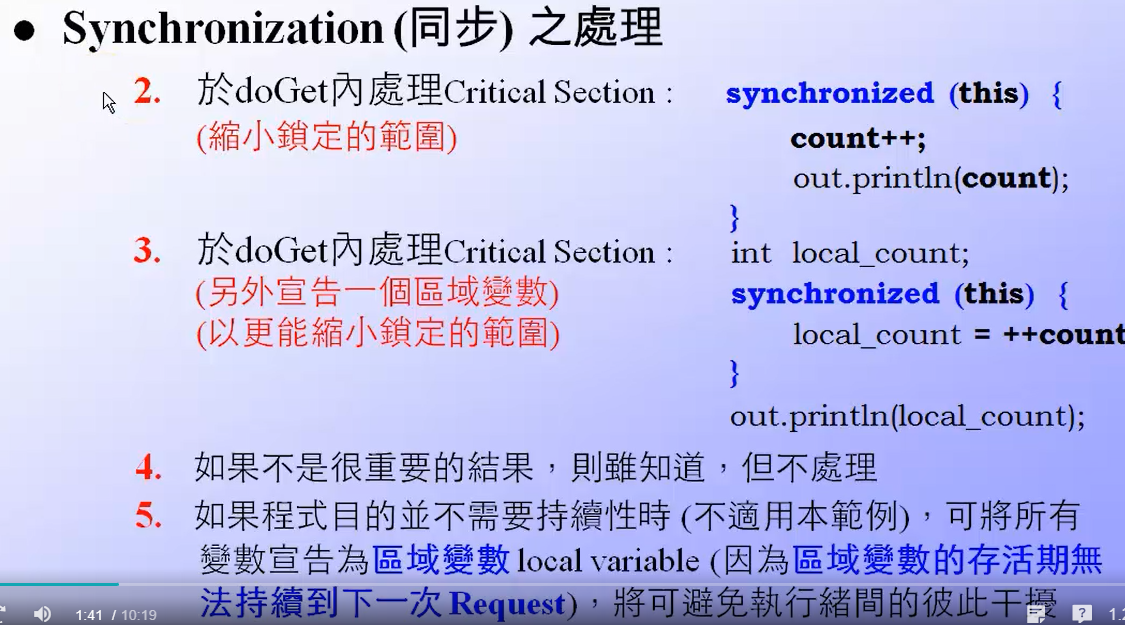 ● Synchronization (同步) 之處理
2. 於doGet內處理Critical Section : synchronized (this) {
(縮小鎖定的範圍) count++;
out.println(count);
}
3. 於doGet內處理Critical Section : int local_count;
(另外宣告一個區域變數) synchronized (this) {
(以更能縮小鎖定的範圍) local_count = ++count
}
out.println(local_count);
4. 如果不是很重要的結果，則雖知道，但不處理
5. 如果程式目的並不需要持續性時 (不適用本範例)，可將所有
變數宣告為區域變數 local variable (因為區域變數的存活期無
法持續到下一次 Request)，將可避免執行緒間的彼此干擾
1:41 / 10:19